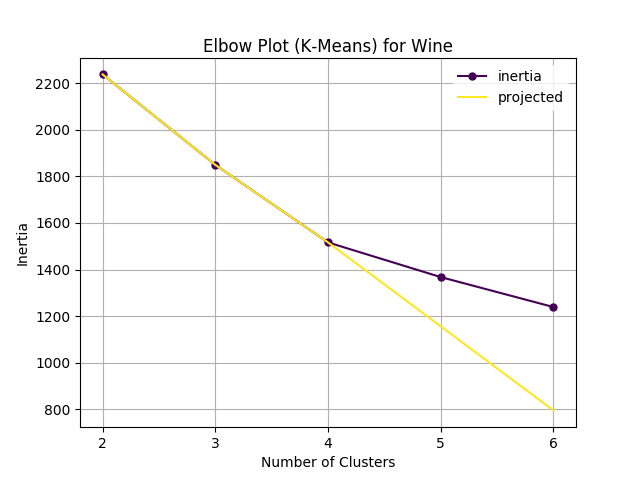 Elbow Plot (K-Means) for Wine
inertia
projected
2200
2000
1800
1600
1400
1200
1000
800
Inertia
2 3 4 5 6
Number of Clusters